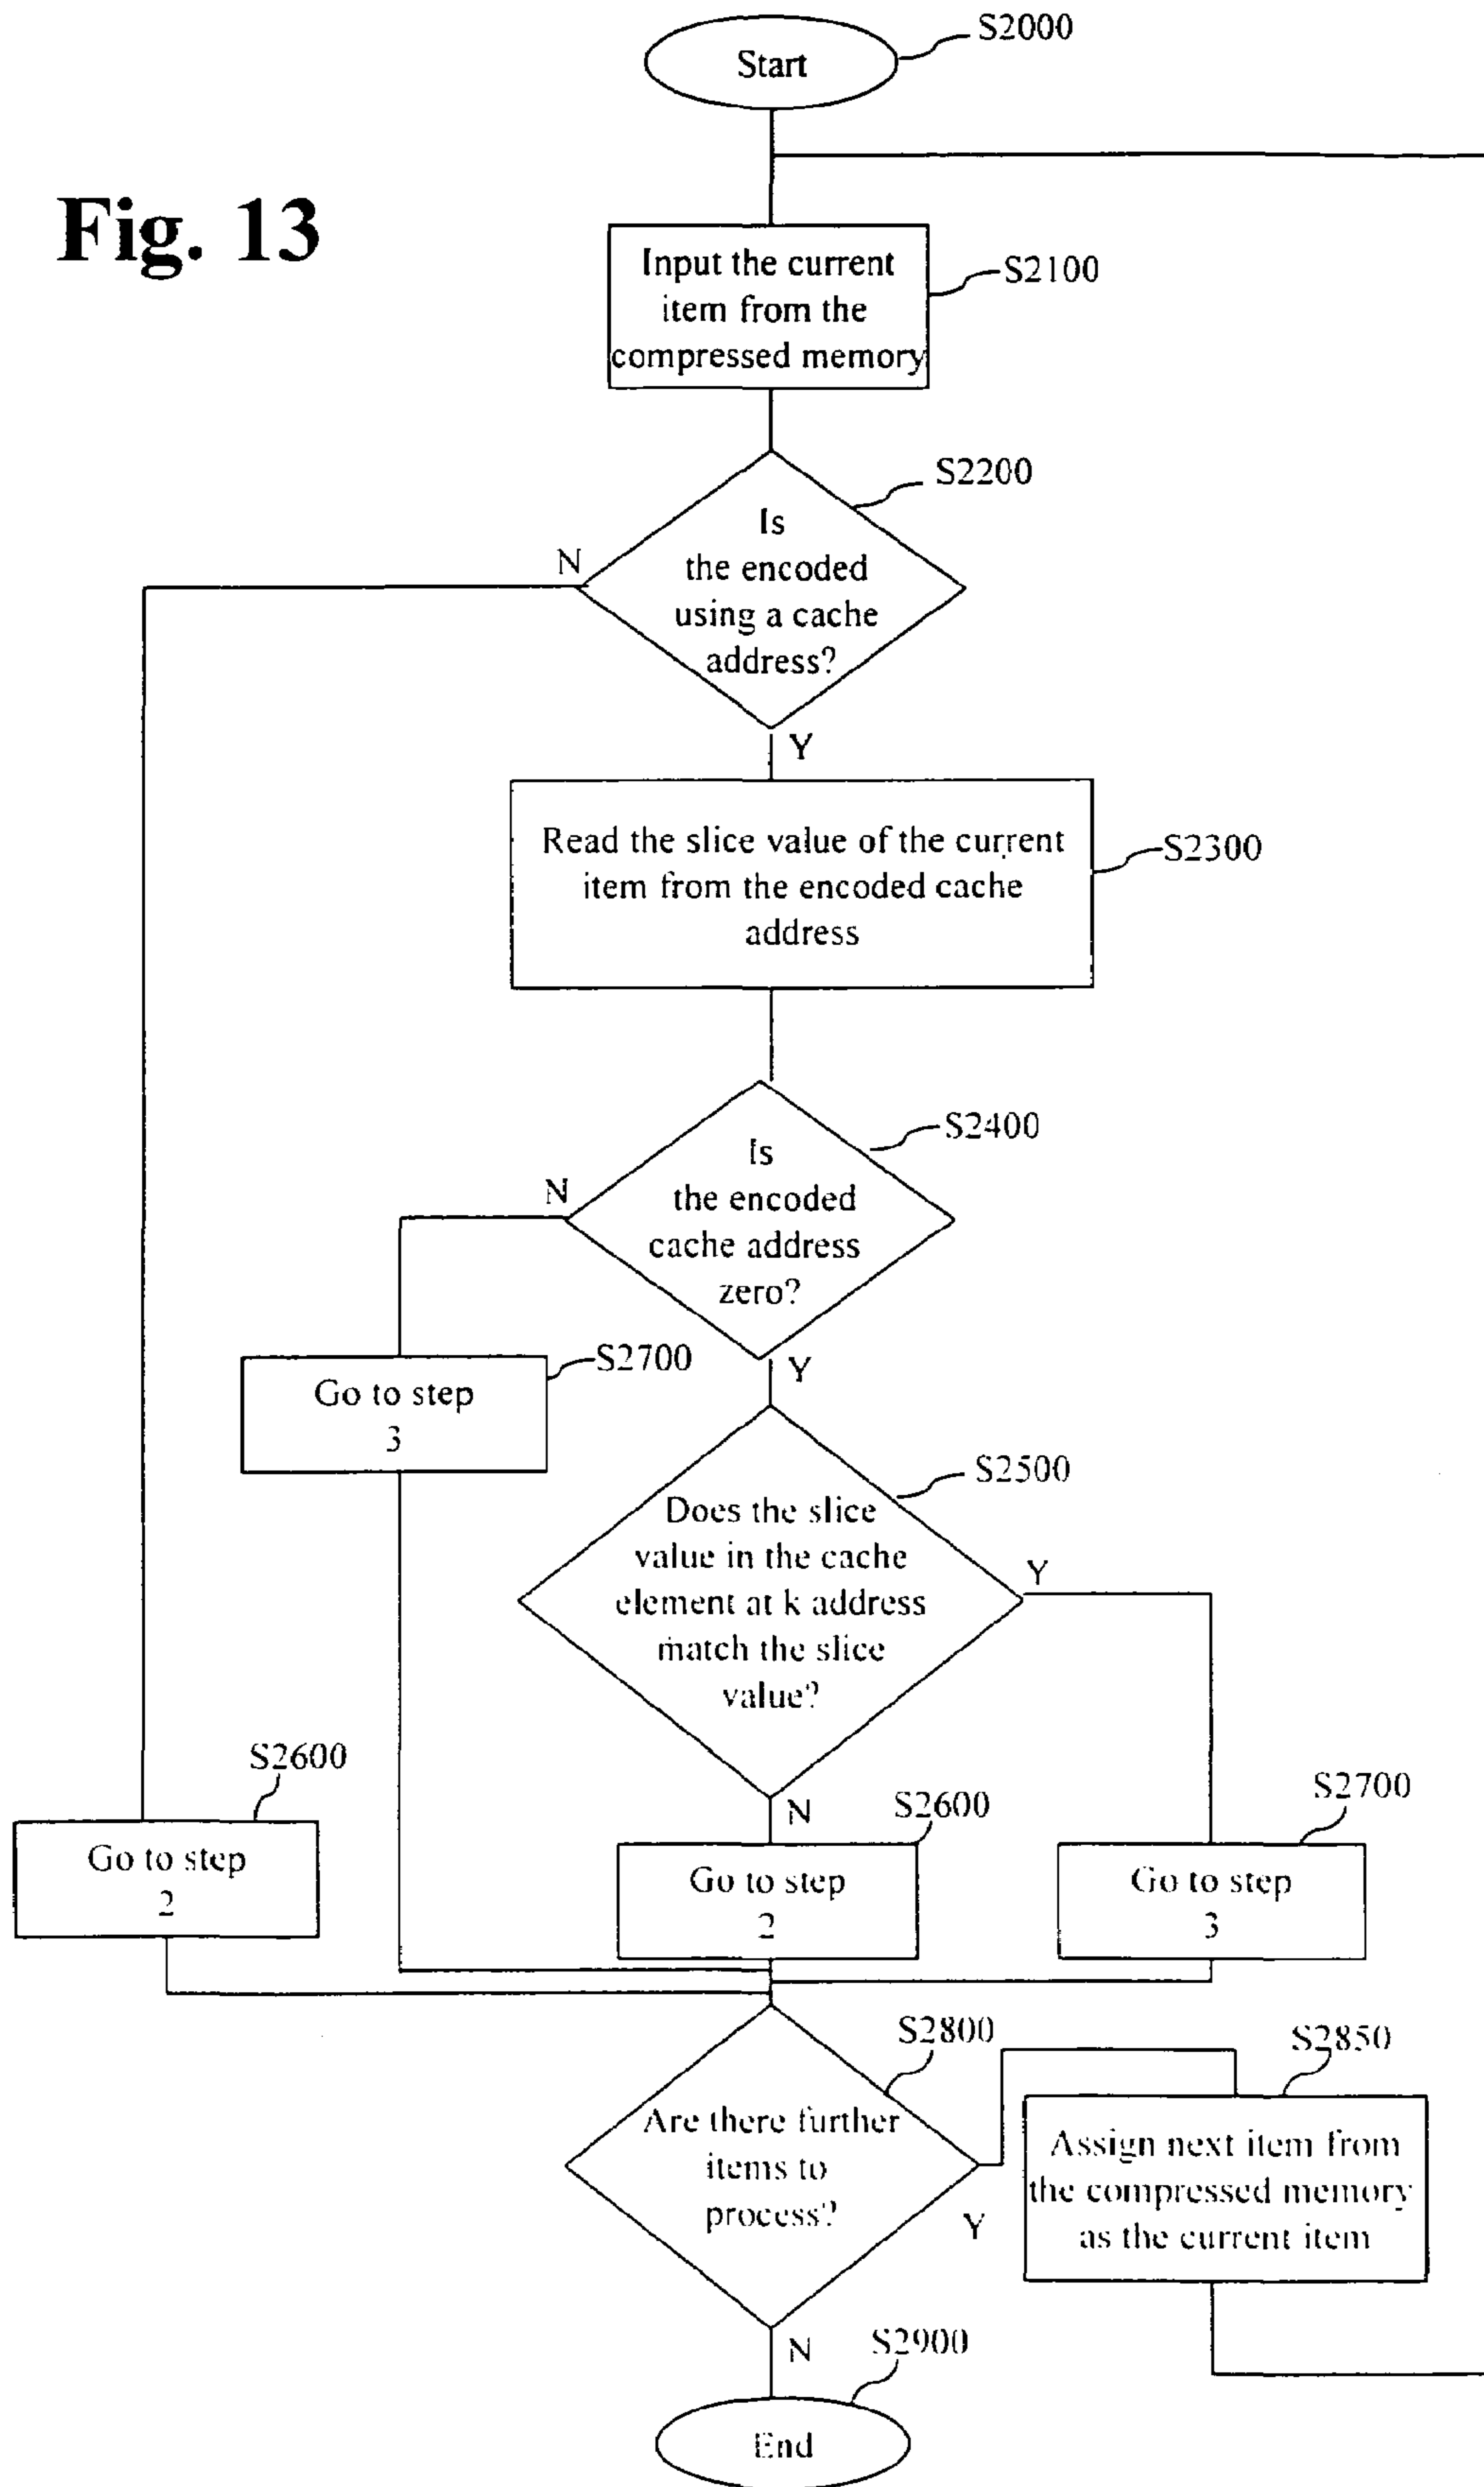 Start
S2000
Fig. 13
Input the current
item from the
compressed memory
S2100
S2200
Is
the encoded
using a cache
address?
N
Y
Read the slice value of the current
item from the encoded cache
address
S2300
S2400
Is
the encoded
cache address
zero?
N
Y
S2700
Go to step
3
S2500
Does the slice
value in the cache
element at k address
match the slice
value?
Y
N
S2600
Go to step
2
S2600
Go to step
2
S2700
Go to step
3
S2800
Are there further
items to
process?
Y
N
S2850
Assign next item from
the compressed memory
as the current item
S2900
End